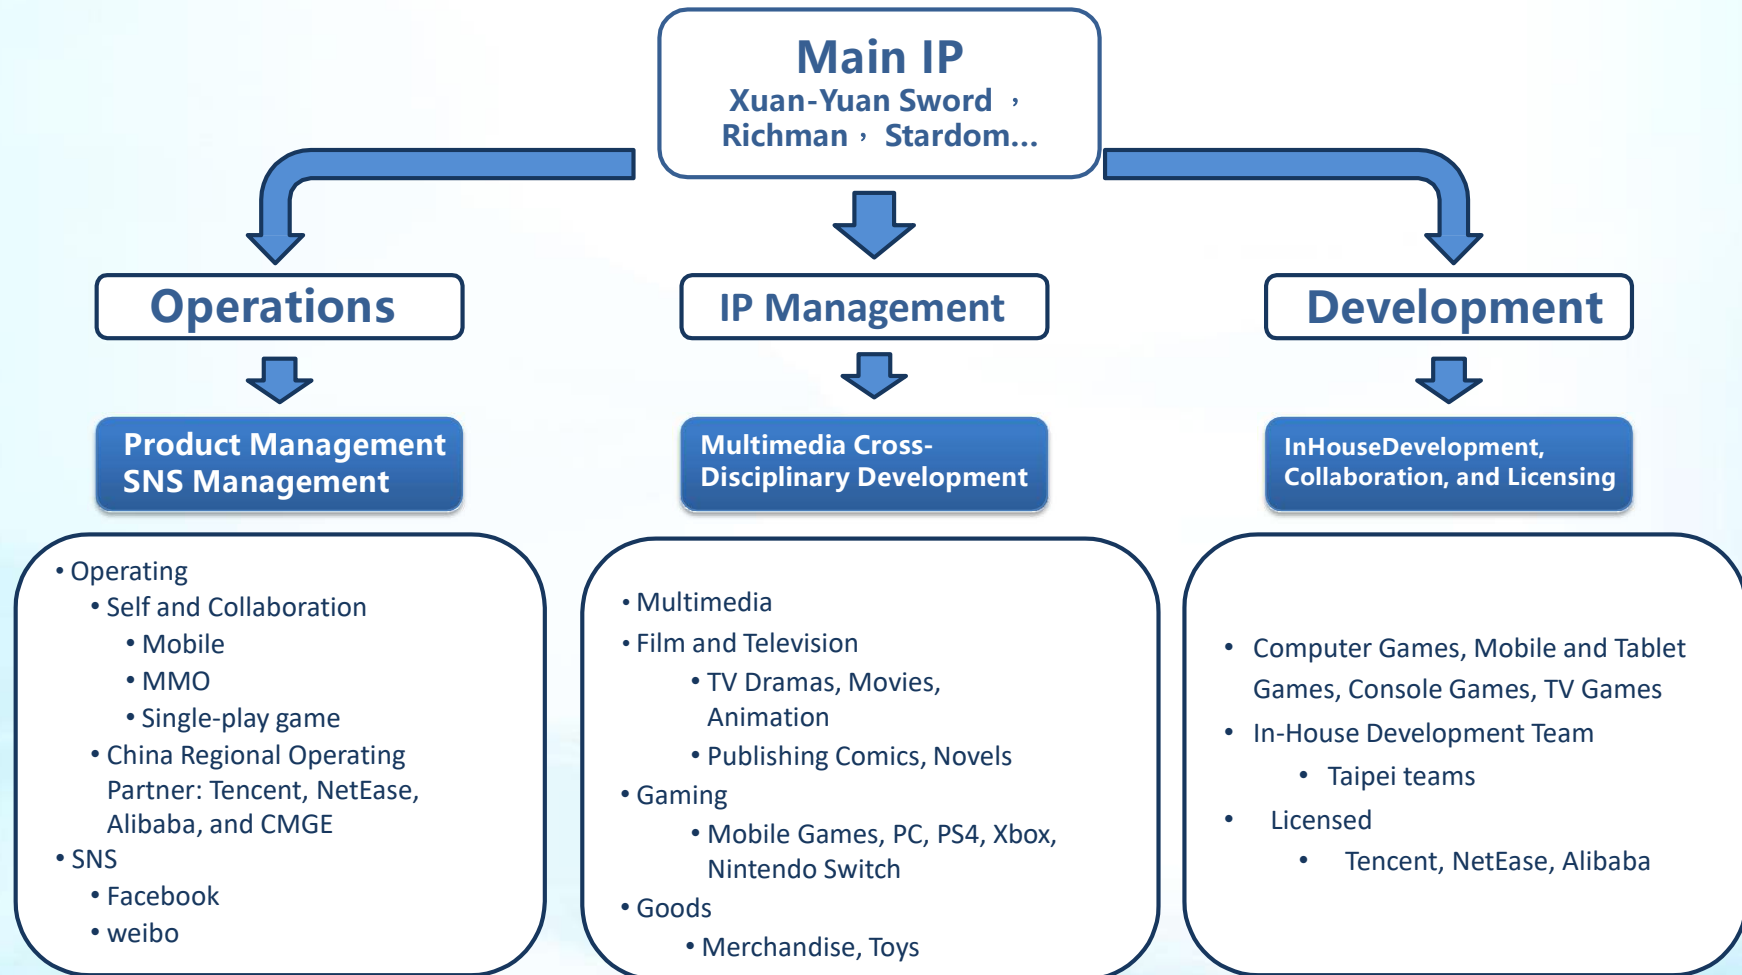 Main IP
Xuan-Yuan Sword ，
Richman， Stardom...
Operations
Product Management
SNS Management
• Operating
• Self and Collaboration
• Mobile
• MMO
• Single-play game
• China Regional Operating
Partner: Tencent, NetEase,
Alibaba, and CMGE
• SNS
• Facebook
• weibo
IP Management
Multimedia Cross-
Disciplinary Development
• Multimedia
• Film and Television
• TV Dramas, Movies,
Animation
• Publishing Comics, Novels
• Gaming
• Mobile Games, PC, PS4, Xbox,
Nintendo Switch
• Goods
• Merchandise, Toys
Development
InHouseDevelopment,
Collaboration, and Licensing
• Computer Games, Mobile and Tablet
Games, Console Games, TV Games
• In-House Development Team
• Taipei teams
• Licensed
• Tencent, NetEase, Alibaba